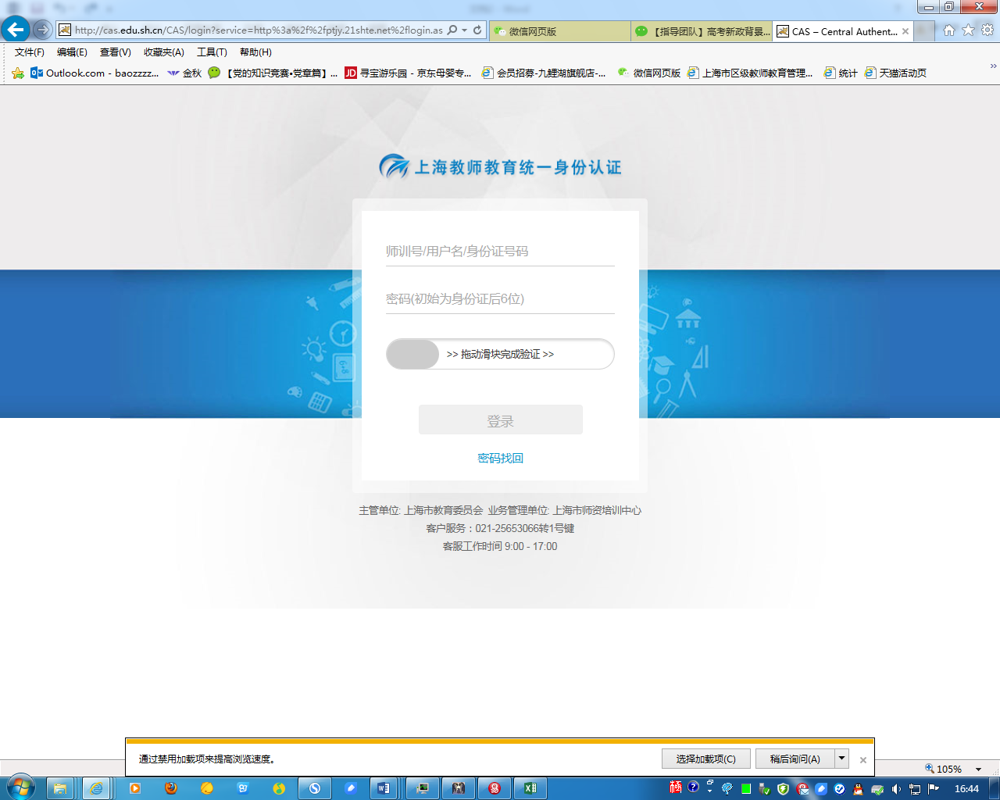 http://cas.edu.sh.cn/CAS/login?service=http%3a%2f%2fptjy.21shte.net%2flogin.as
微信网页版
【指导团队】高考新政背景...
CAS – Central Authent...
文件(F) 编辑(E) 查看(V) 收藏夹(A) 工具(T) 帮助(H)
Outlook.com - baozzzz... 金秋 【党的知识竞赛•党章篇】... JD 寻宝游乐园 - 京东母婴专... 会员招募-九鲤湖旗舰店-... 微信网页版 上海市区级教师教育管理... 统计 天猫活动页
上海教师教育统一身份认证
师训号/用户名/身份证号码
密码(初始为身份证后6位)
>> 拖动滑块完成验证 >>
登录
密码找回
主管单位: 上海市教育委员会 业务管理单位: 上海市师资培训中心
客户服务：021-25653066转1号键
客服工作时间 9:00 - 17:00
通过禁用加载项来提高浏览速度。
选择加载项(C)
稍后询问(A)
105%
16:44